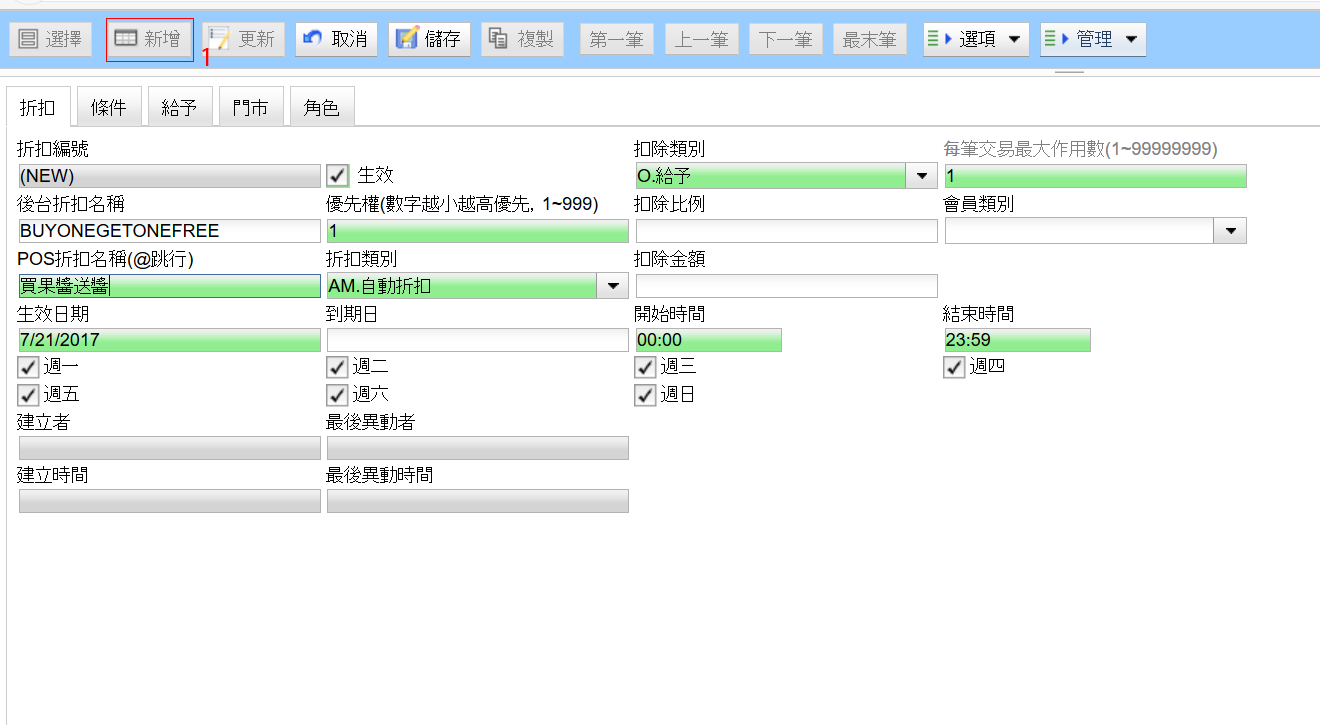 選擇 新增 更新 取消 儲存 複製 第一筆 上一筆 下一筆 最末筆 選項 管理
1
折扣 條件 給予 門市 角色
折扣編號 扣除類別 每筆交易最大作用數(1~99999999)
(NEW) 生效 O.給予 1
後台折扣名稱 優先權(數字越小越高優先, 1~999) 扣除比例 會員類別
BUYONEGETONEFREE 1
POS折扣名稱(@跳行) 折扣類別 扣除金額
買果醬送醬 AM.自動折扣
生效日期 到期日 開始時間 結束時間
7/21/2017 00:00 23:59
週一 週二 週三 週四
週五 週六 週日
建立者 最後異動者
建立時間 最後異動時間